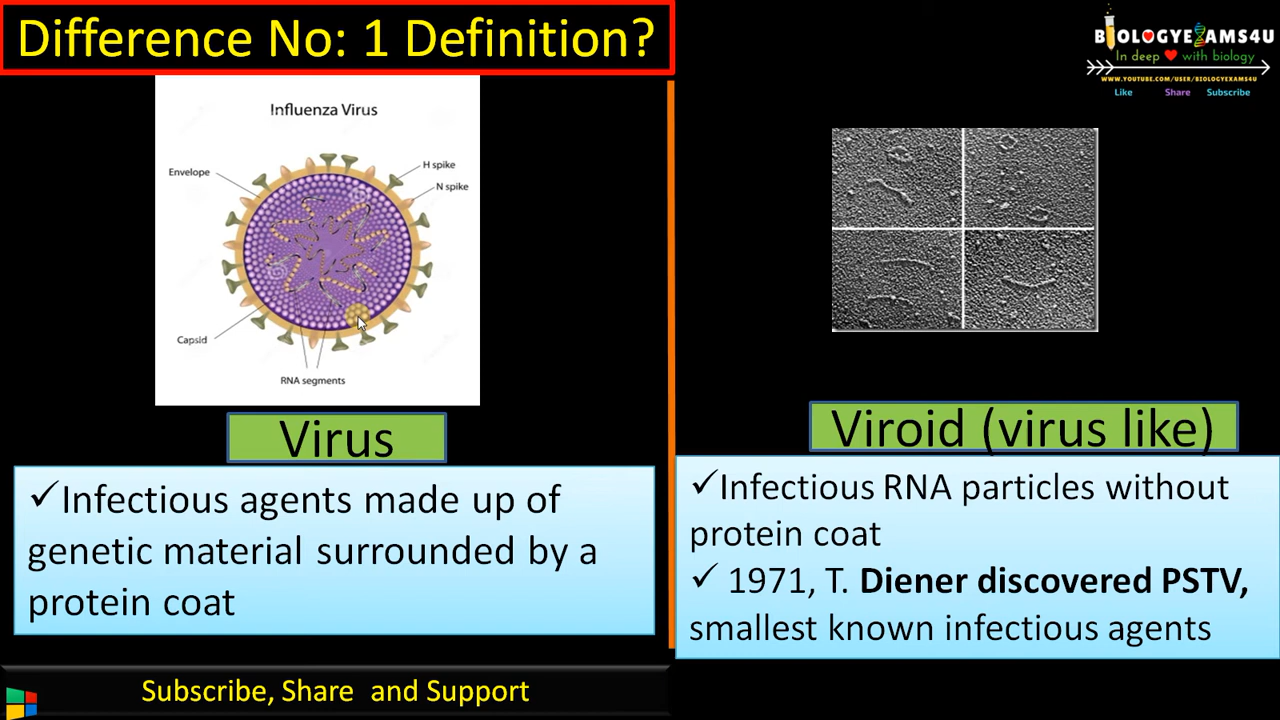 Difference No: 1 Definition?
BIOLOGYEXAMS4U
In deep with biology
WWW.YOUTUBE.COM/USER/BIOLOGYEXAMS4U
Like Share Subscribe
Influenza Virus
Envelope
H spike
N spike
Capsid
RNA segments
Virus
✓Infectious agents made up of
genetic material surrounded by a
protein coat
Viroid (virus like)
✓Infectious RNA particles without
protein coat
✓ 1971, T. Diener discovered PSTV,
smallest known infectious agents
Subscribe, Share and Support